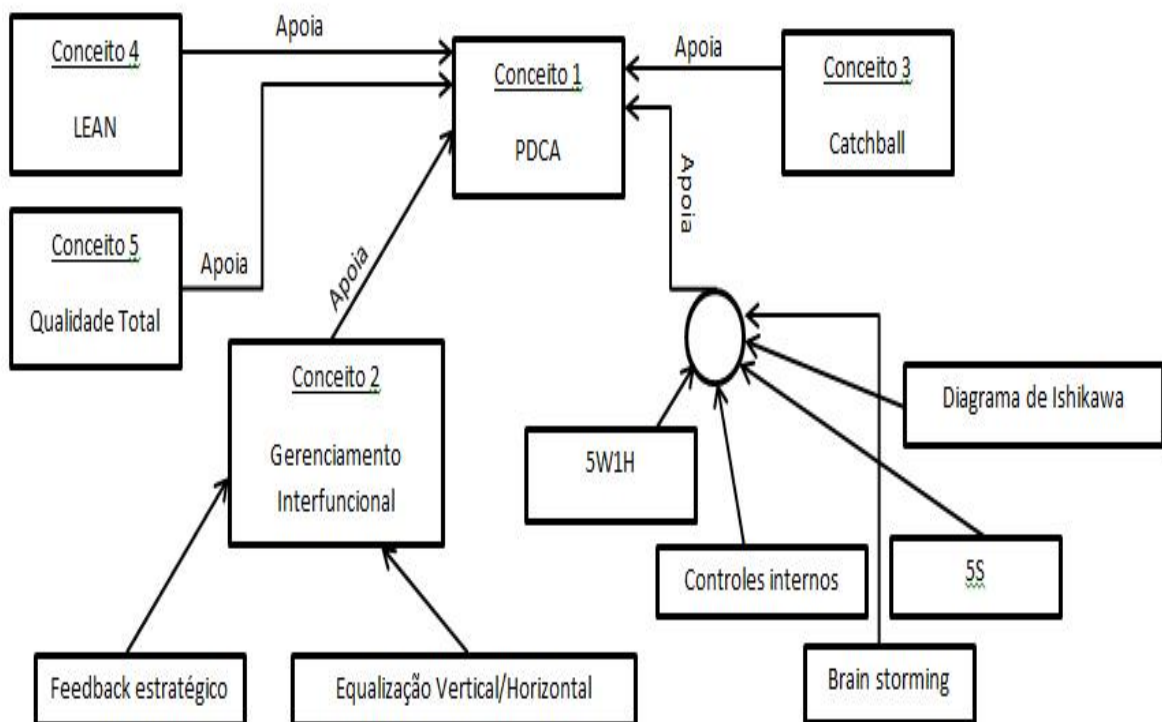 Apoia
Conceito 4
LEAN
Conceito 1
PDCA
Apoia
Conceito 3
Catchball
Conceito 5
Qualidade Total
Apoia
Apoia
Apoia
Conceito 2
Gerenciamento
Interfuncional
Diagrama de Ishikawa
5W1H
Controles internos
5S
Feedback estratégico
Equalização Vertical/Horizontal
Brain storming